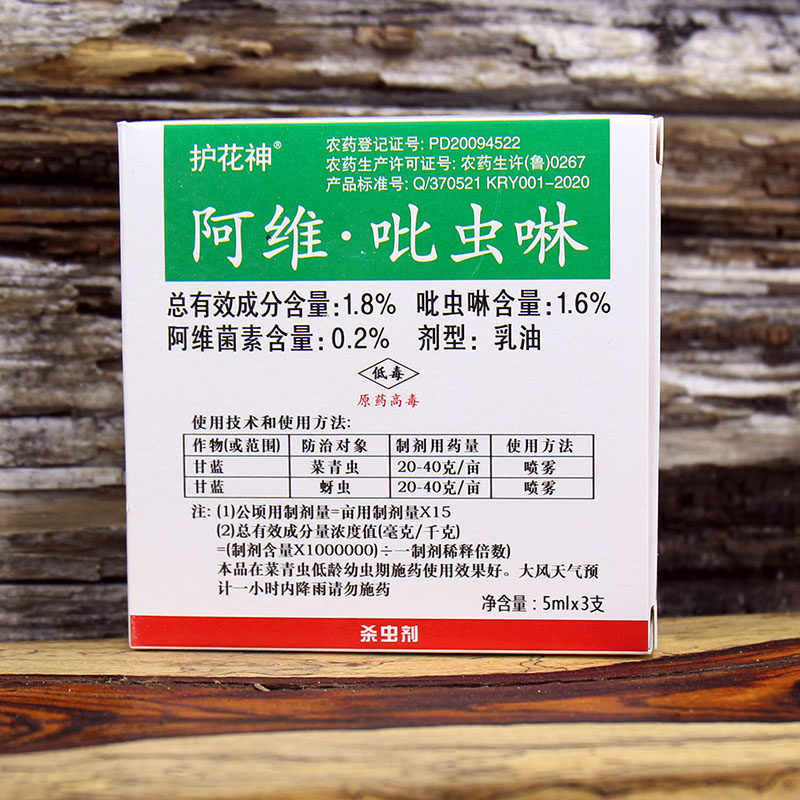 护花神®
农药登记证号: PD20094522
农药生产许可证号: 农药生许(鲁)0267
产品标准号: Q/370521 KRY001-2020
阿维·吡虫啉
总有效成分含量:1.8% 吡虫啉含量:1.6%
阿维菌素含量: 0.2% 剂型: 乳油
低毒
原药高毒
使用技术和使用方法:
作物(或范围) 防治对象 制剂用药量 使用方法
甘蓝 菜青虫 20-40克/亩 喷雾
甘蓝 蚜虫 20-40克/亩 喷雾
注: (1)公顷用制剂量=亩用制剂量X15
(2)总有效成分量浓度值(毫克/千克)
=(制剂含量X1000000)÷一制剂稀释倍数)
本品在菜青虫低龄幼虫期施药使用效果好。大风天气预
计一小时内降雨请勿施药
净含量: 5mlx3支
杀虫剂